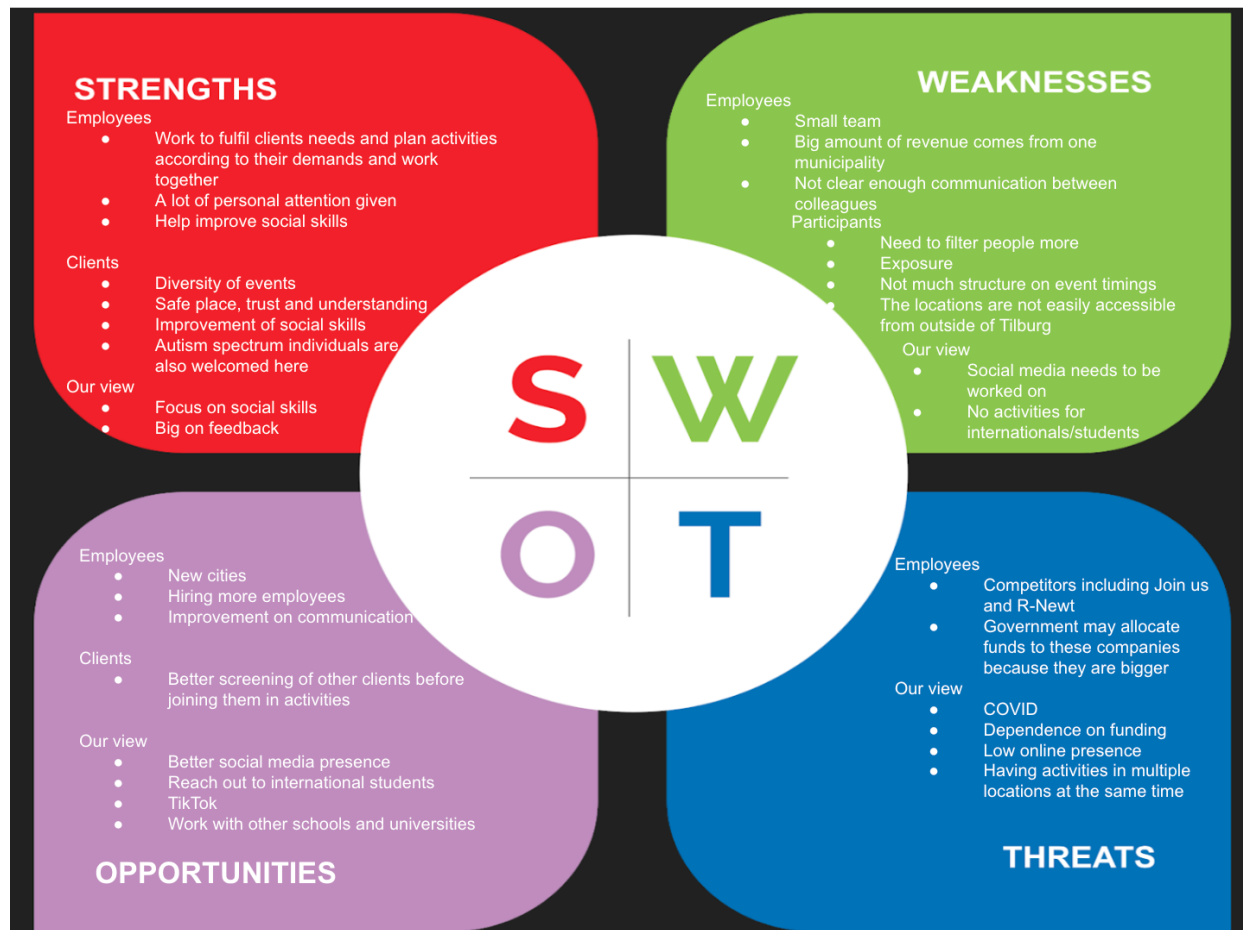 STRENGTHS
Employees
● Work to fulfil clients needs and plan activities
according to their demands and work
together
● A lot of personal attention given
● Help improve social skills
Clients
● Diversity of events
● Safe place, trust and understanding
● Improvement of social skills
● Autism spectrum individuals are
also welcomed here
Our view
● Focus on social skills
● Big on feedback
WEAKNESSES
Employees
● Small team
● Big amount of revenue comes from one
municipality
● Not clear enough communication between
colleagues
Participants
● Need to filter people more
● Exposure
● Not much structure on event timings
● The locations are not easily accessible
from outside of Tilburg
Our view
● Social media needs to be
worked on
● No activities for
internationals/students
S W
O T
Employees
● New cities
● Hiring more employees
● Improvement on communication
Clients
● Better screening of other clients before
joining them in activities
Our view
● Better social media presence
● Reach out to international students
● TikTok
● Work with other schools and universities
OPPORTUNITIES
Employees
● Competitors including Join us
and R-Newt
● Government may allocate
funds to these companies
because they are bigger
Our view
● COVID
● Dependence on funding
● Low online presence
● Having activities in multiple
locations at the same time
THREATS